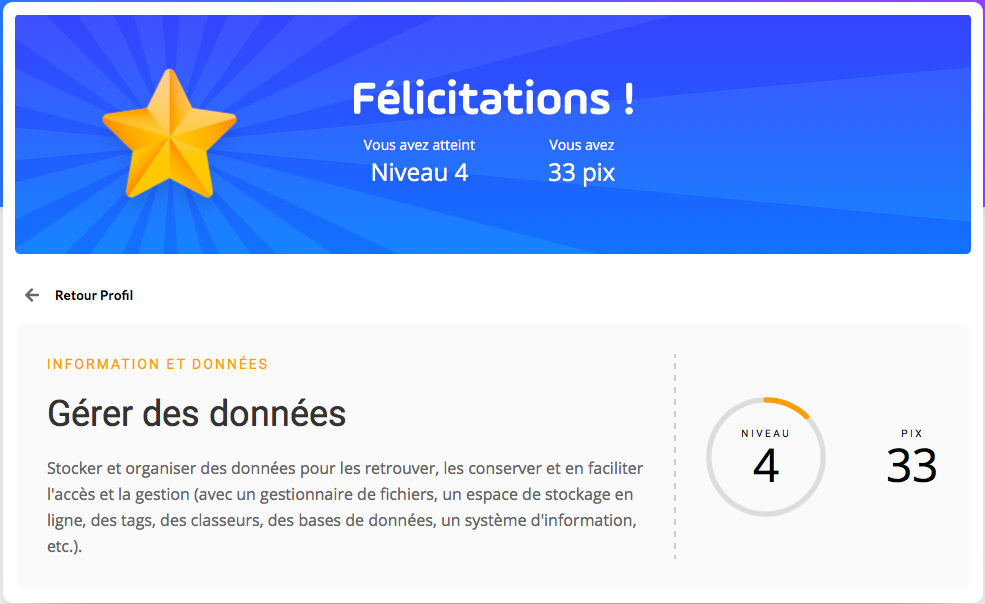 Félicitations !
Vous avez atteint
Niveau 4
Vous avez
33 pix
Retour Profil
INFORMATION ET DONNÉES
Gérer des données
Stocker et organiser des données pour les retrouver, les conserver et en faciliter
l'accès et la gestion (avec un gestionnaire de fichiers, un espace de stockage en
ligne, des tags, des classeurs, des bases de données, un système d'information,
etc.).
NIVEAU
4
PIX
33